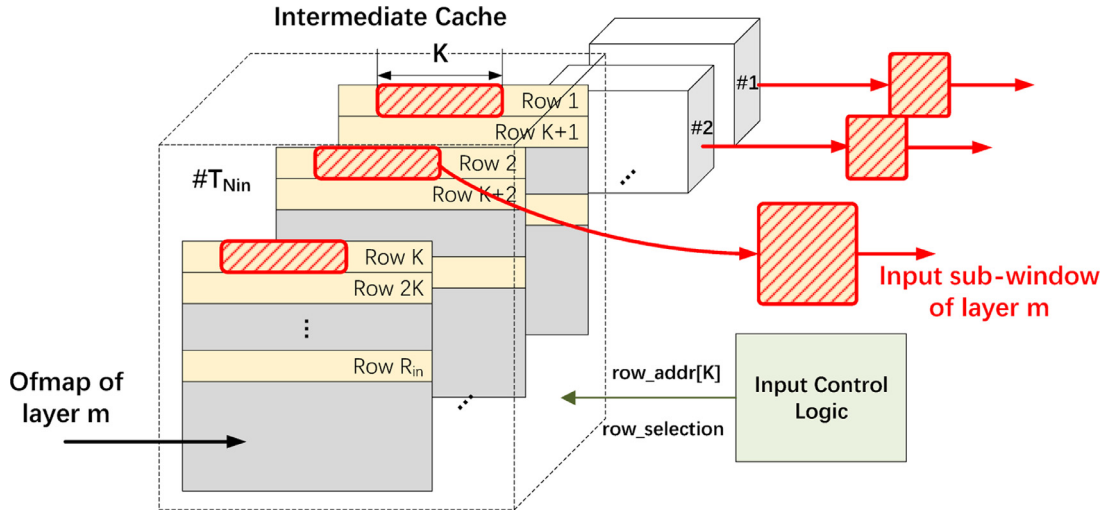 Intermediate Cache
K
Row 1
Row K+1
#1
#2
...
#T_Nin
Row 2
Row K+2
Row K
Row 2K
...
Row R_in
...
Ofmap of
layer m
Input sub-window
of layer m
row_addr[K]
row_selection
Input Control
Logic